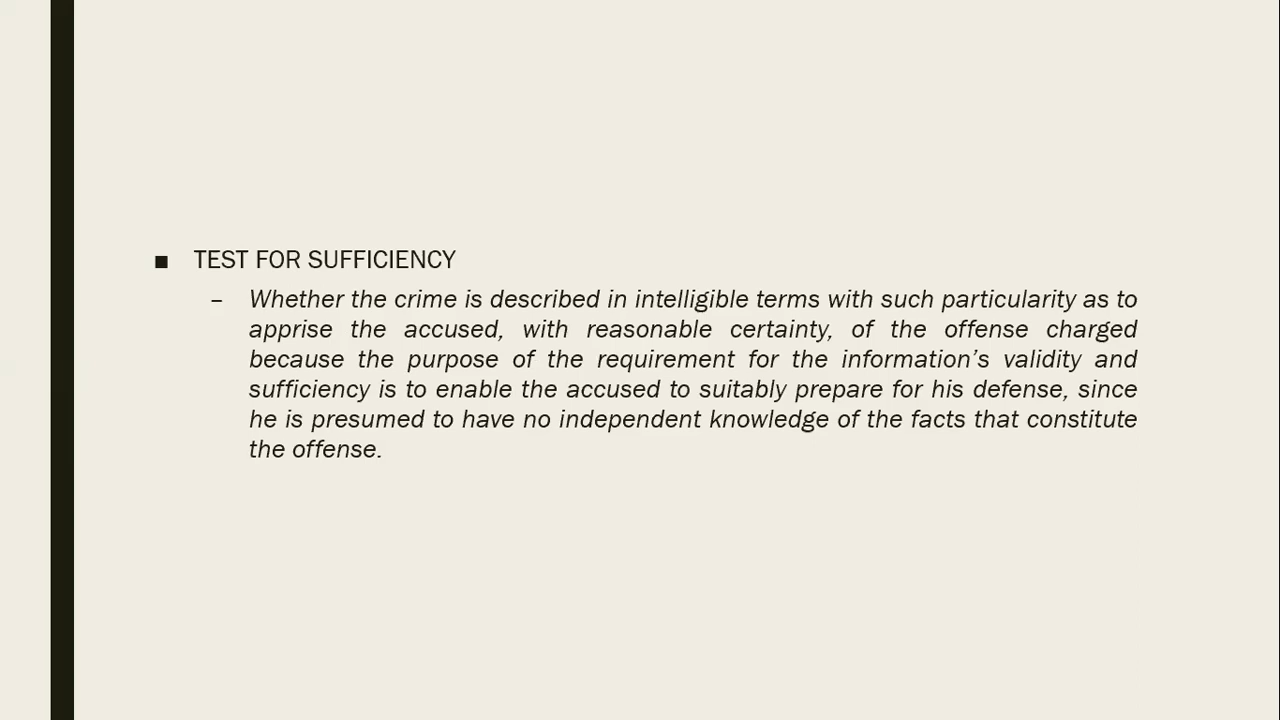 ■ TEST FOR SUFFICIENCY
– Whether the crime is described in intelligible terms with such particularity as to
apprise the accused, with reasonable certainty, of the offense charged
because the purpose of the requirement for the information’s validity and
sufficiency is to enable the accused to suitably prepare for his defense, since
he is presumed to have no independent knowledge of the facts that constitute
the offense.